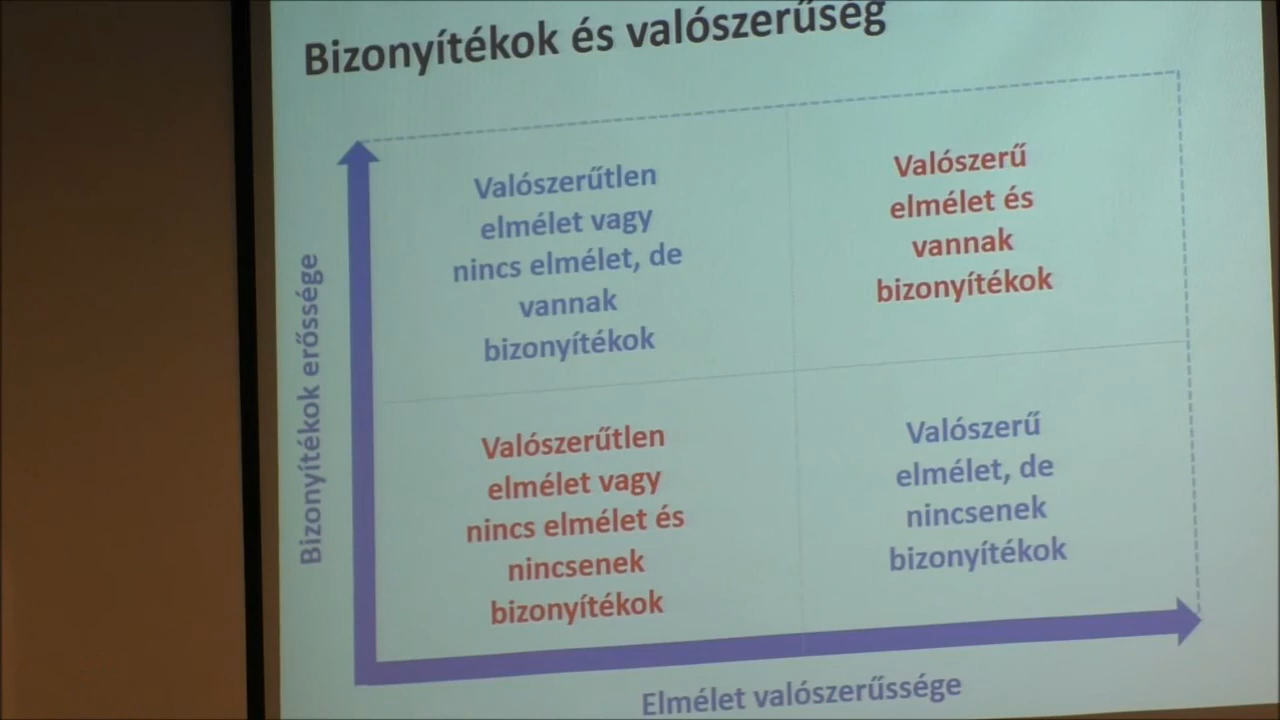 Bizonyítékok és valószerűség
Bizonyítékok erőssége
Valószerűtlen
elmélet vagy
nincs elmélet, de
vannak
bizonyítékok
Valószerű
elmélet és
vannak
bizonyítékok
Valószerűtlen
elmélet vagy
nincs elmélet és
nincsenek
bizonyítékok
Valószerű
elmélet, de
nincsenek
bizonyítékok
Elmélet valószerűssége